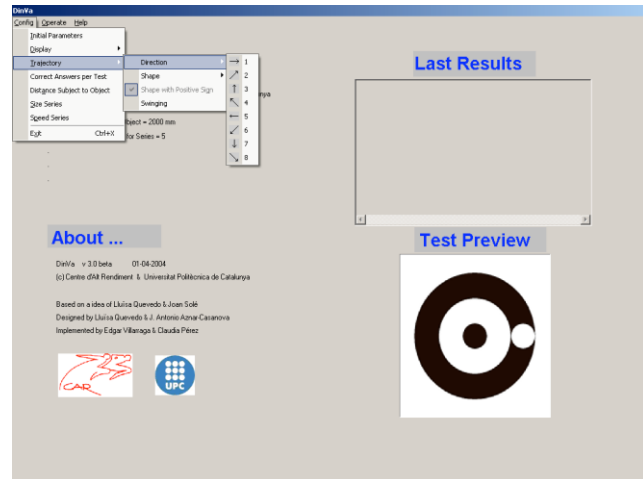 DinVa
Config Operate Help
Initial Parameters
Display
Trajectory
Correct Answers per Test
Distance Subject to Object
Size Series
Speed Series
Exit Ctrl+X
Direction
Shape
Shape with Positive Sign
Swinging
1
2
3
4
5
6
7
8
bject = 2000 mm
for Series = 5
Last Results
About ...
DinVa v 3.0 beta 01-04-2004
(c) Centre d'Alt Rendiment & Universitat Politècnica de Catalunya
Based on a idea of Lluïsa Quevedo & Joan Solé
Designed by Lluïsa Quevedo & J. Antonio Aznar-Casanova
Implemented by Edgar Villarraga & Claudia Pérez
CAR
UPC
Test Preview